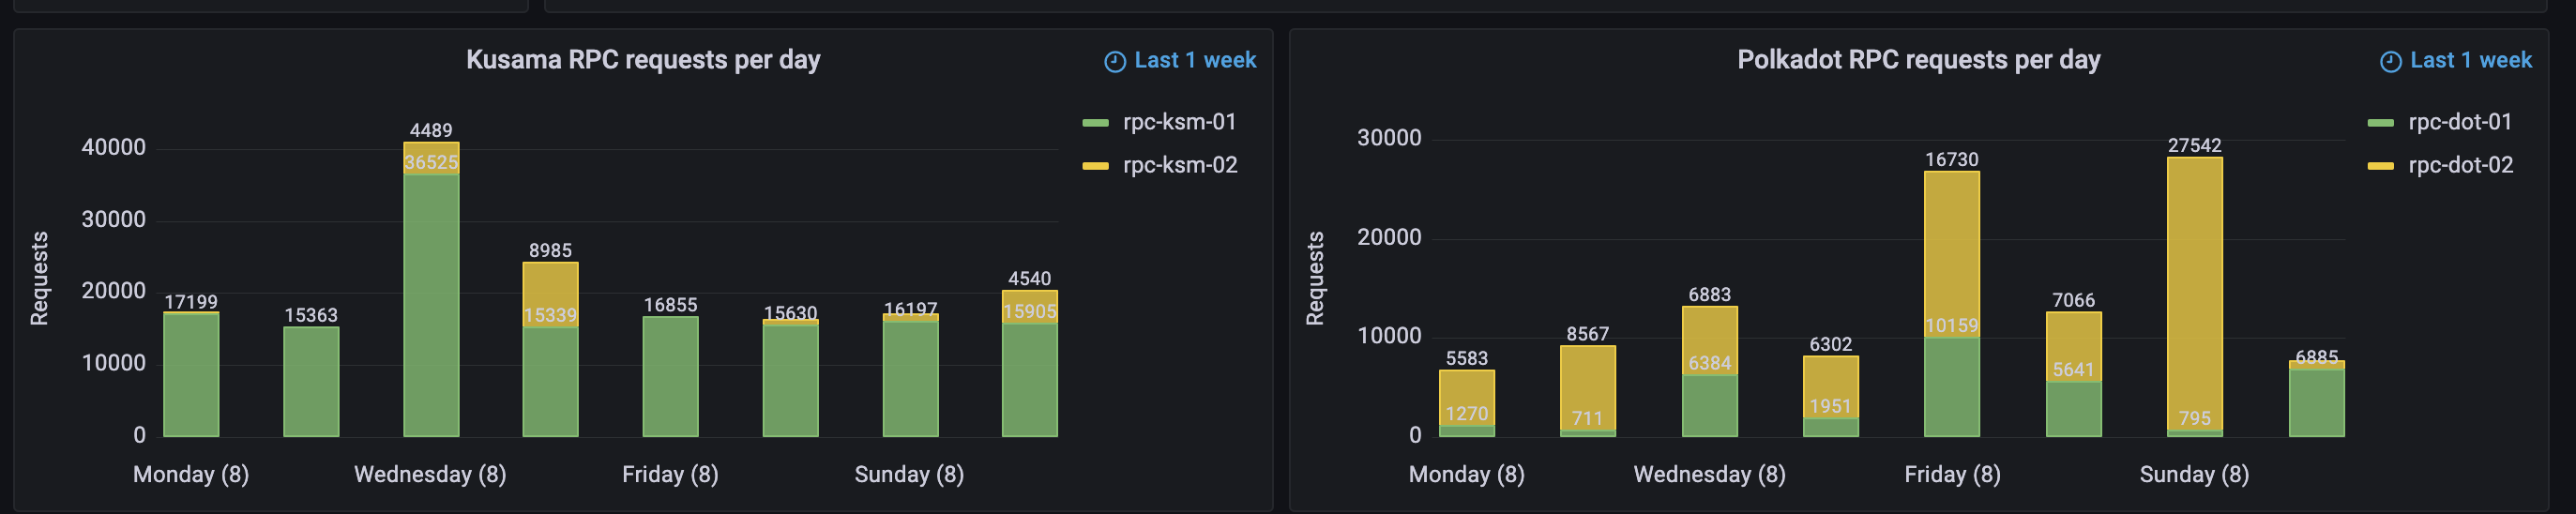 Kusama RPC requests per day
Last 1 week
rpc-ksm-01
rpc-ksm-02
Requests
40000
30000
20000
10000
0
17199
15363
4489
36525
8985
15339
16855
15630
16197
4540
15905
Monday (8)
Wednesday (8)
Friday (8)
Sunday (8)
Polkadot RPC requests per day
Last 1 week
rpc-dot-01
rpc-dot-02
Requests
30000
20000
10000
0
5583
1270
8567
711
6883
6384
6302
1951
16730
10159
7066
5641
27542
795
6885
Monday (8)
Wednesday (8)
Friday (8)
Sunday (8)